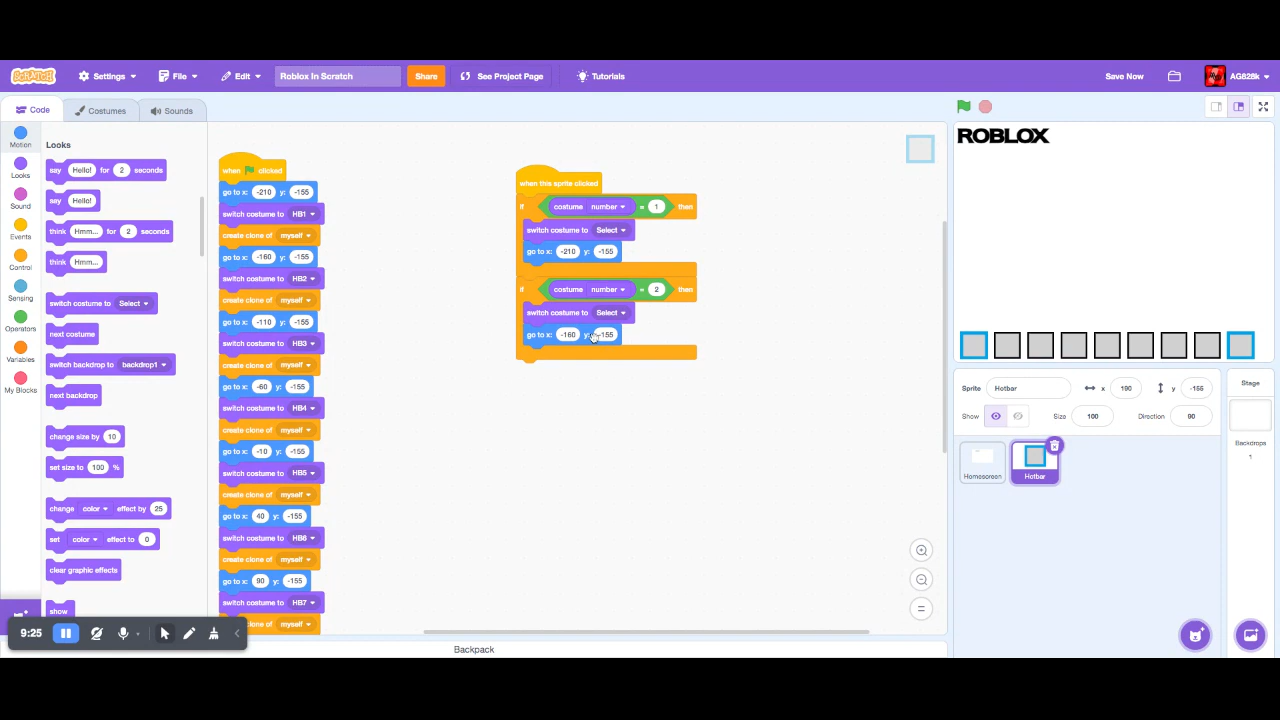 SCRATCH Settings File Edit Roblox In Scratch Share See Project Page Tutorials Save Now AG828k
Code Costumes Sounds
Motion
Looks
Sound
Events
Control
Sensing
Operators
Variables
My Blocks
Looks
say Hello! for 2 seconds
say Hello!
think Hmm... for 2 seconds
think Hmm...
switch costume to Select
next costume
switch backdrop to backdrop1
next backdrop
change size by 10
set size to 100 %
change color effect by 25
set color effect to 0
clear graphic effects
show
9:25
when clicked
go to x: -210 y: -155
switch costume to HB1
create clone of myself
go to x: -160 y: -155
switch costume to HB2
create clone of myself
go to x: -110 y: -155
switch costume to HB3
create clone of myself
go to x: -60 y: -155
switch costume to HB4
create clone of myself
go to x: -10 y: -155
switch costume to HB5
create clone of myself
go to x: 40 y: -155
switch costume to HB6
create clone of myself
go to x: 90 y: -155
switch costume to HB7
clone of myself
when this sprite clicked
if costume number = 1 then
switch costume to Select
go to x: -210 y: -155
if costume number = 2 then
switch costume to Select
go to x: -160 y: -155
Backpack
ROBLOX
Sprite Hotbar x 190 y -155
Show Size 100 Direction 90
Homescreen
Hotbar
Stage
Backdrops
1